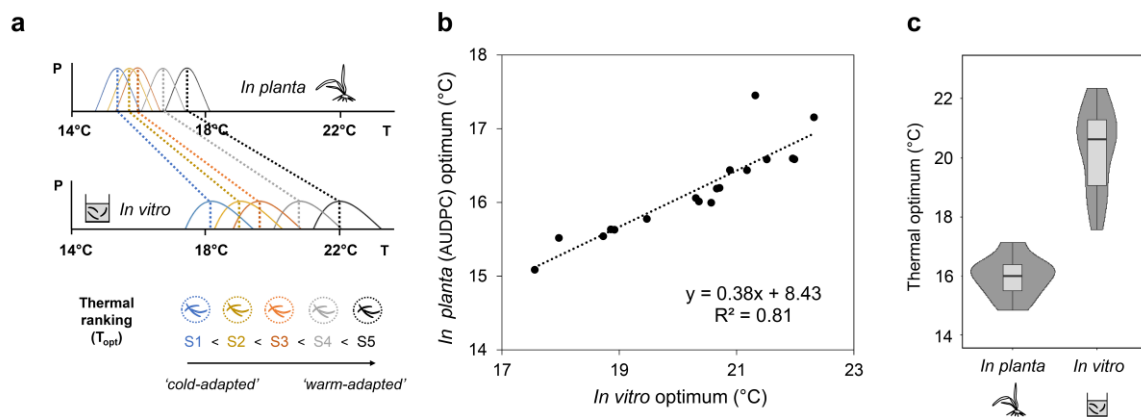 a
P
In planta
14°C 18°C 22°C T
P
In vitro
14°C 18°C 22°C T
Thermal
ranking
(Topt)
S1 < S2 < S3 < S4 < S5
'cold-adapted' 'warm-adapted'
b
In planta (AUDPC) optimum (°C)
18
17
16
15
14
y = 0.38x + 8.43
R² = 0.81
17 19 21 23
In vitro optimum (°C)
c
Thermal optimum (°C)
22
20
18
16
14
In planta In vitro